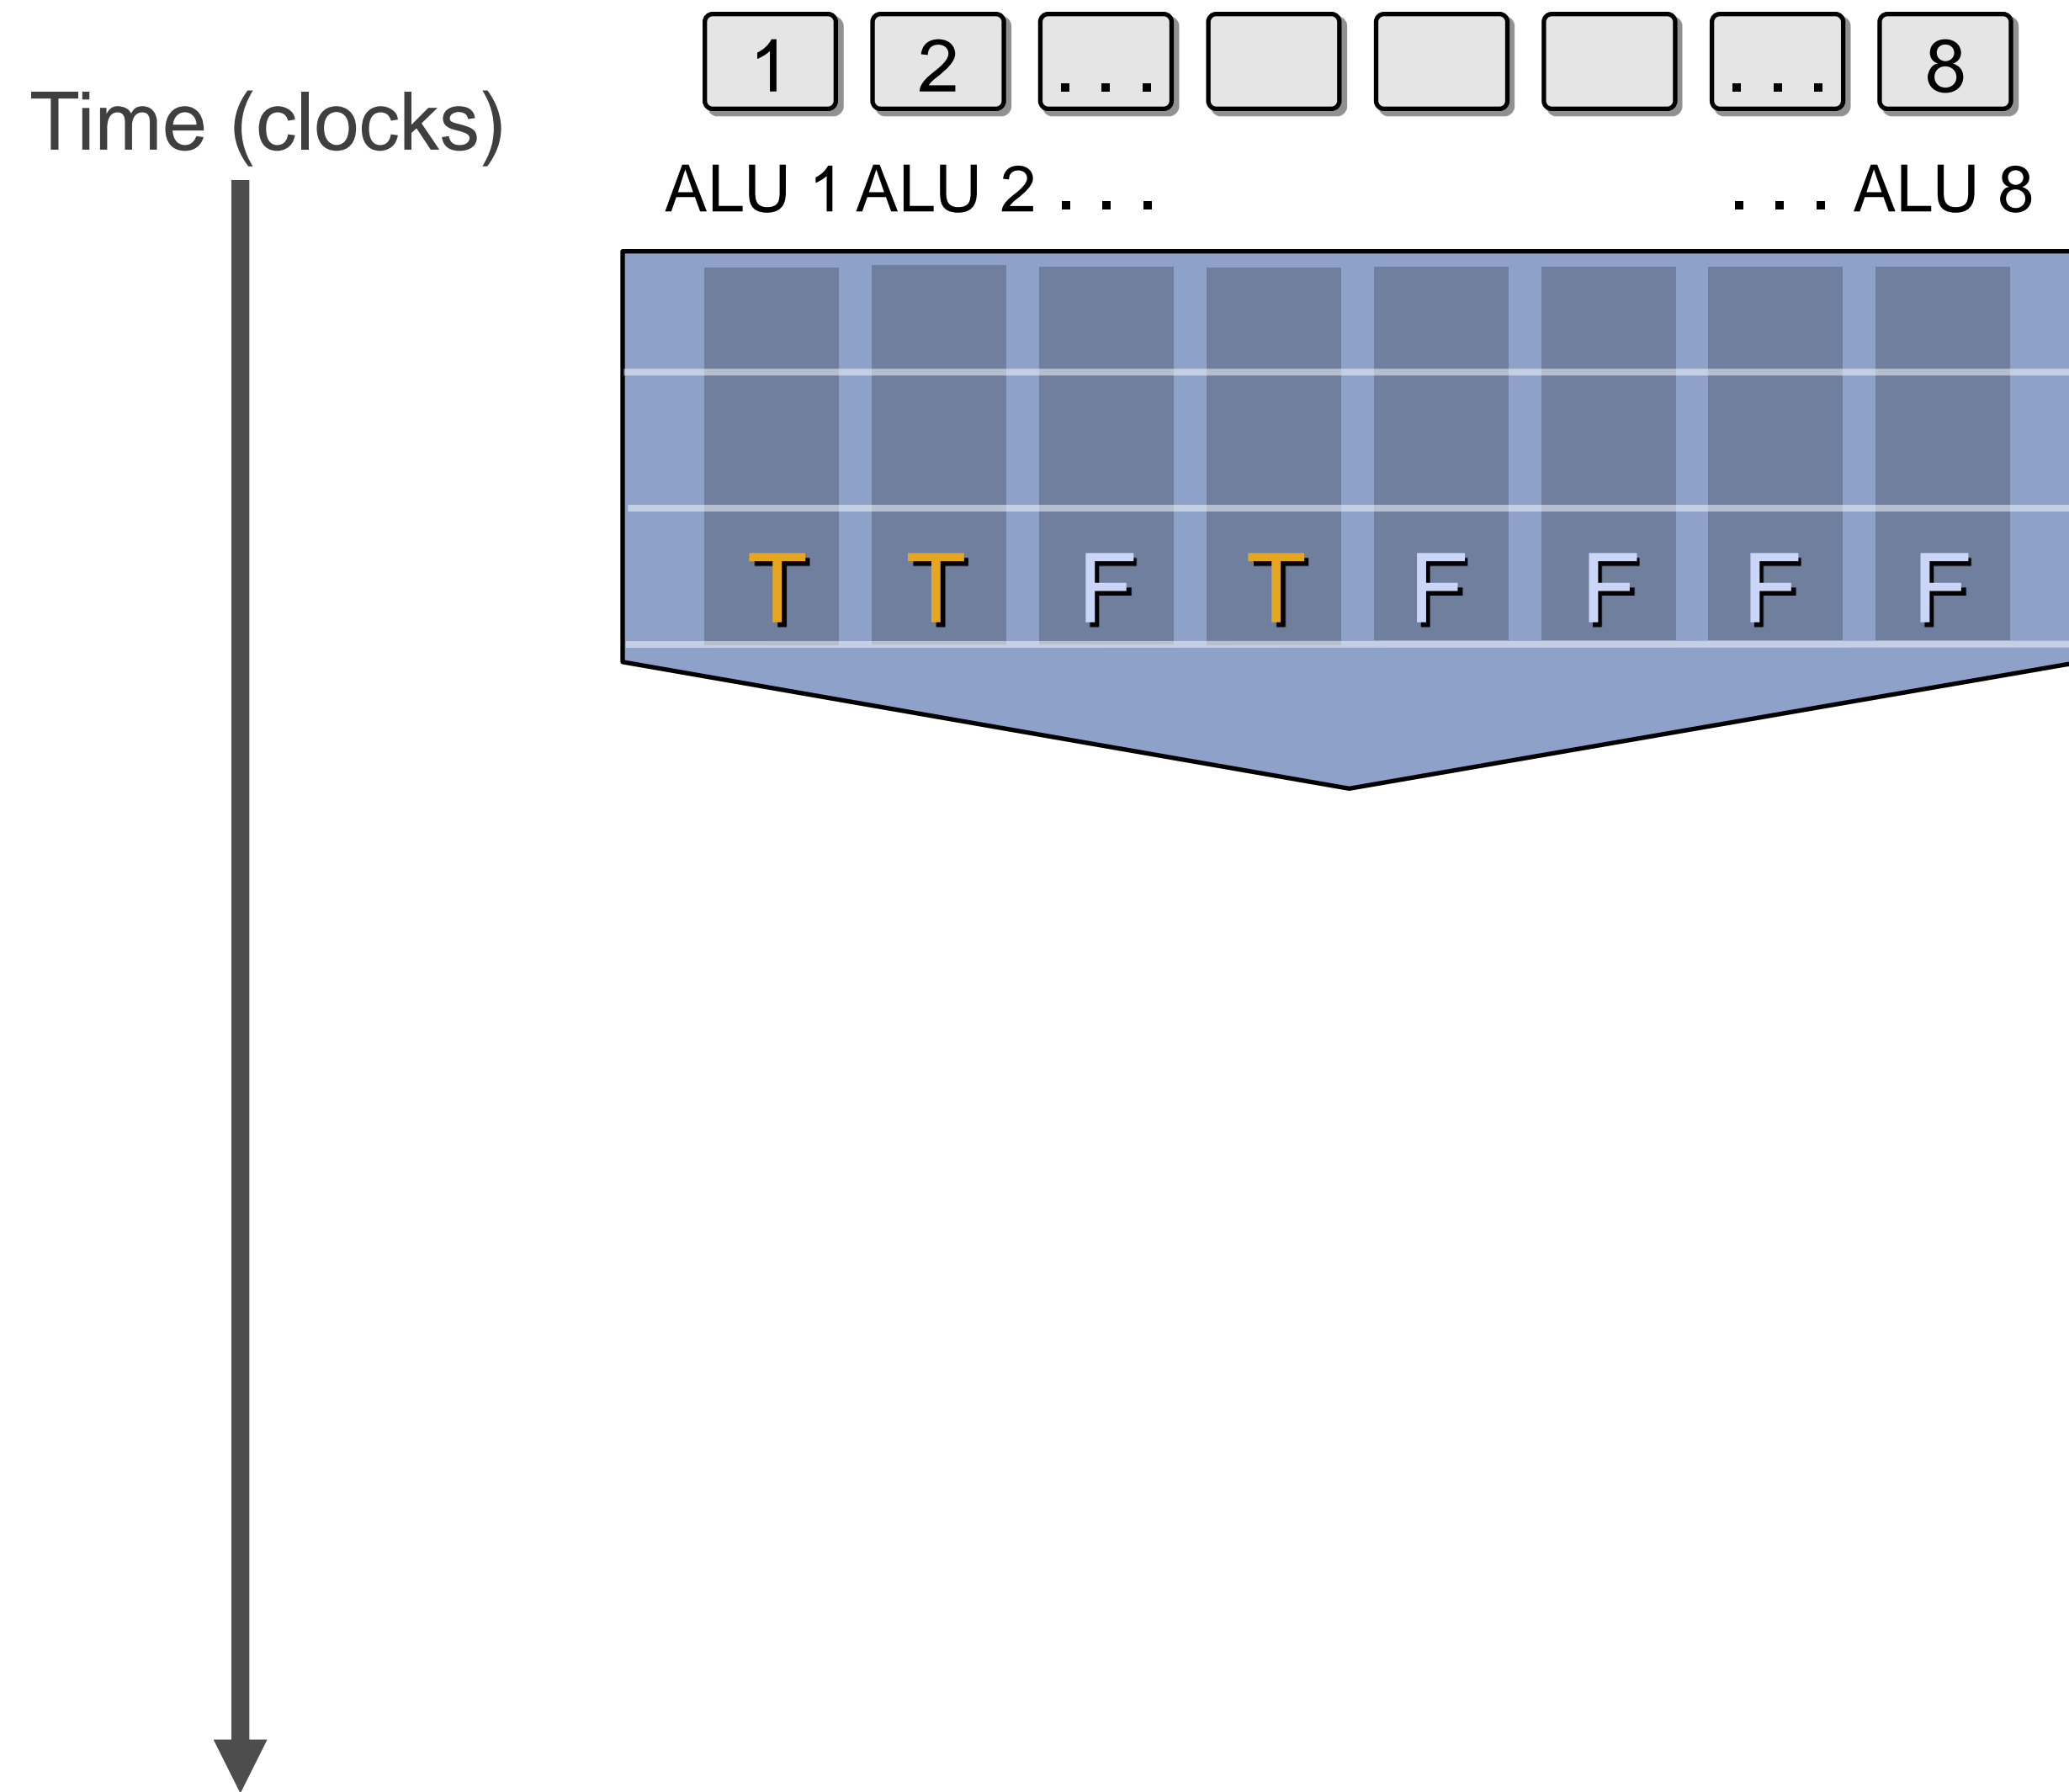 1 2 . . . . . . 8
Time (clocks)
ALU 1 ALU 2 . . . . . . ALU 8
T T F T F F F F